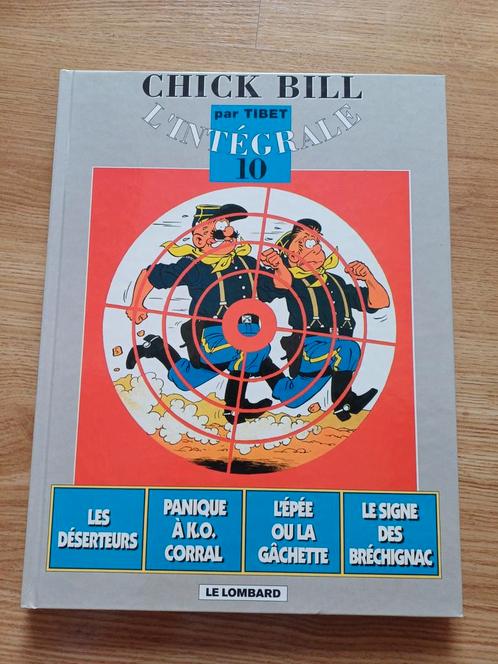 CHICK BILL
par TIBET
L'INTÉGRALE
10
LES
DÉSERTEURS
PANIQUE
À K.O.
CORRAL
L'ÉPÉE
OU LA
GÂCHETTE
LE SIGNE
DES
BRÉCHIGNAC
LE LOMBARD